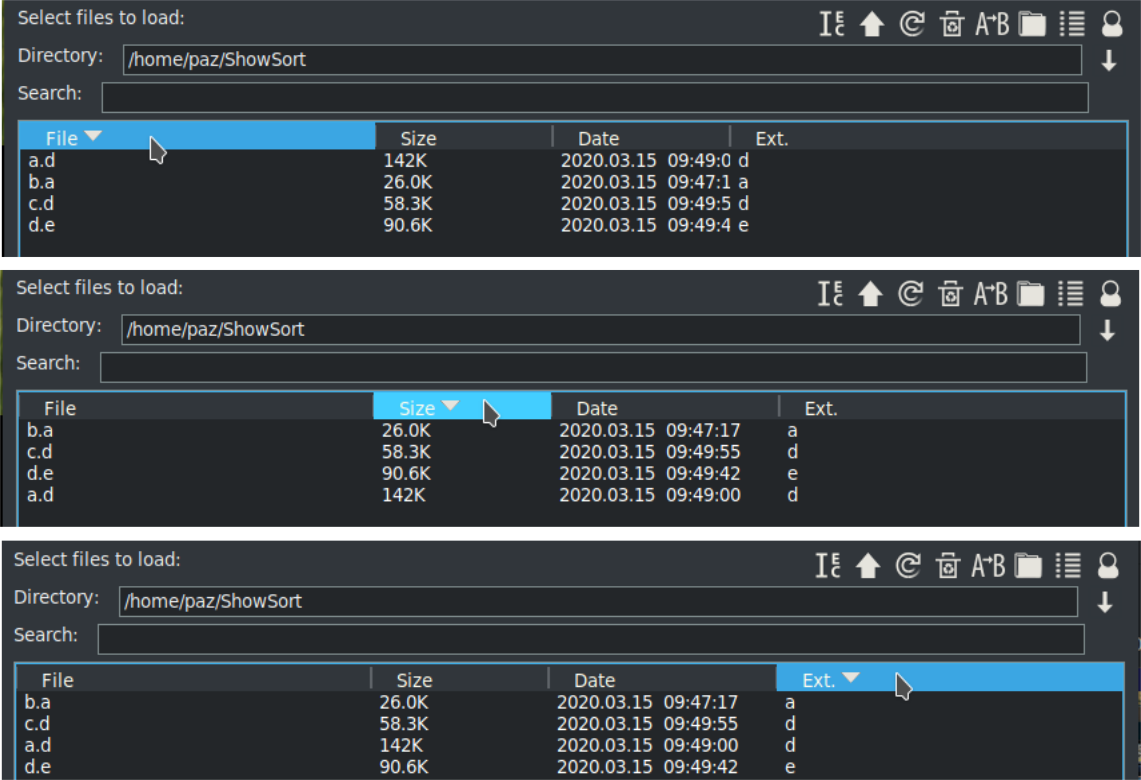 Select files to load:
A B
Directory: /home/paz/ShowSort
Search:
File Size Date Ext.
a.d 142K 2020.03.15 09:49:0 d
b.a 26.0K 2020.03.15 09:47:1 a
c.d 58.3K 2020.03.15 09:49:5 d
d.e 90.6K 2020.03.15 09:49:4 e
Select files to load:
A B
Directory: /home/paz/ShowSort
Search:
File Size Date Ext.
b.a 26.0K 2020.03.15 09:47:17 a
c.d 58.3K 2020.03.15 09:49:55 d
d.e 90.6K 2020.03.15 09:49:42 e
a.d 142K 2020.03.15 09:49:00 d
Select files to load:
A B
Directory: /home/paz/ShowSort
Search:
File Size Date Ext.
b.a 26.0K 2020.03.15 09:47:17 a
c.d 58.3K 2020.03.15 09:49:55 d
a.d 142K 2020.03.15 09:49:00 d
d.e 90.6K 2020.03.15 09:49:42 e